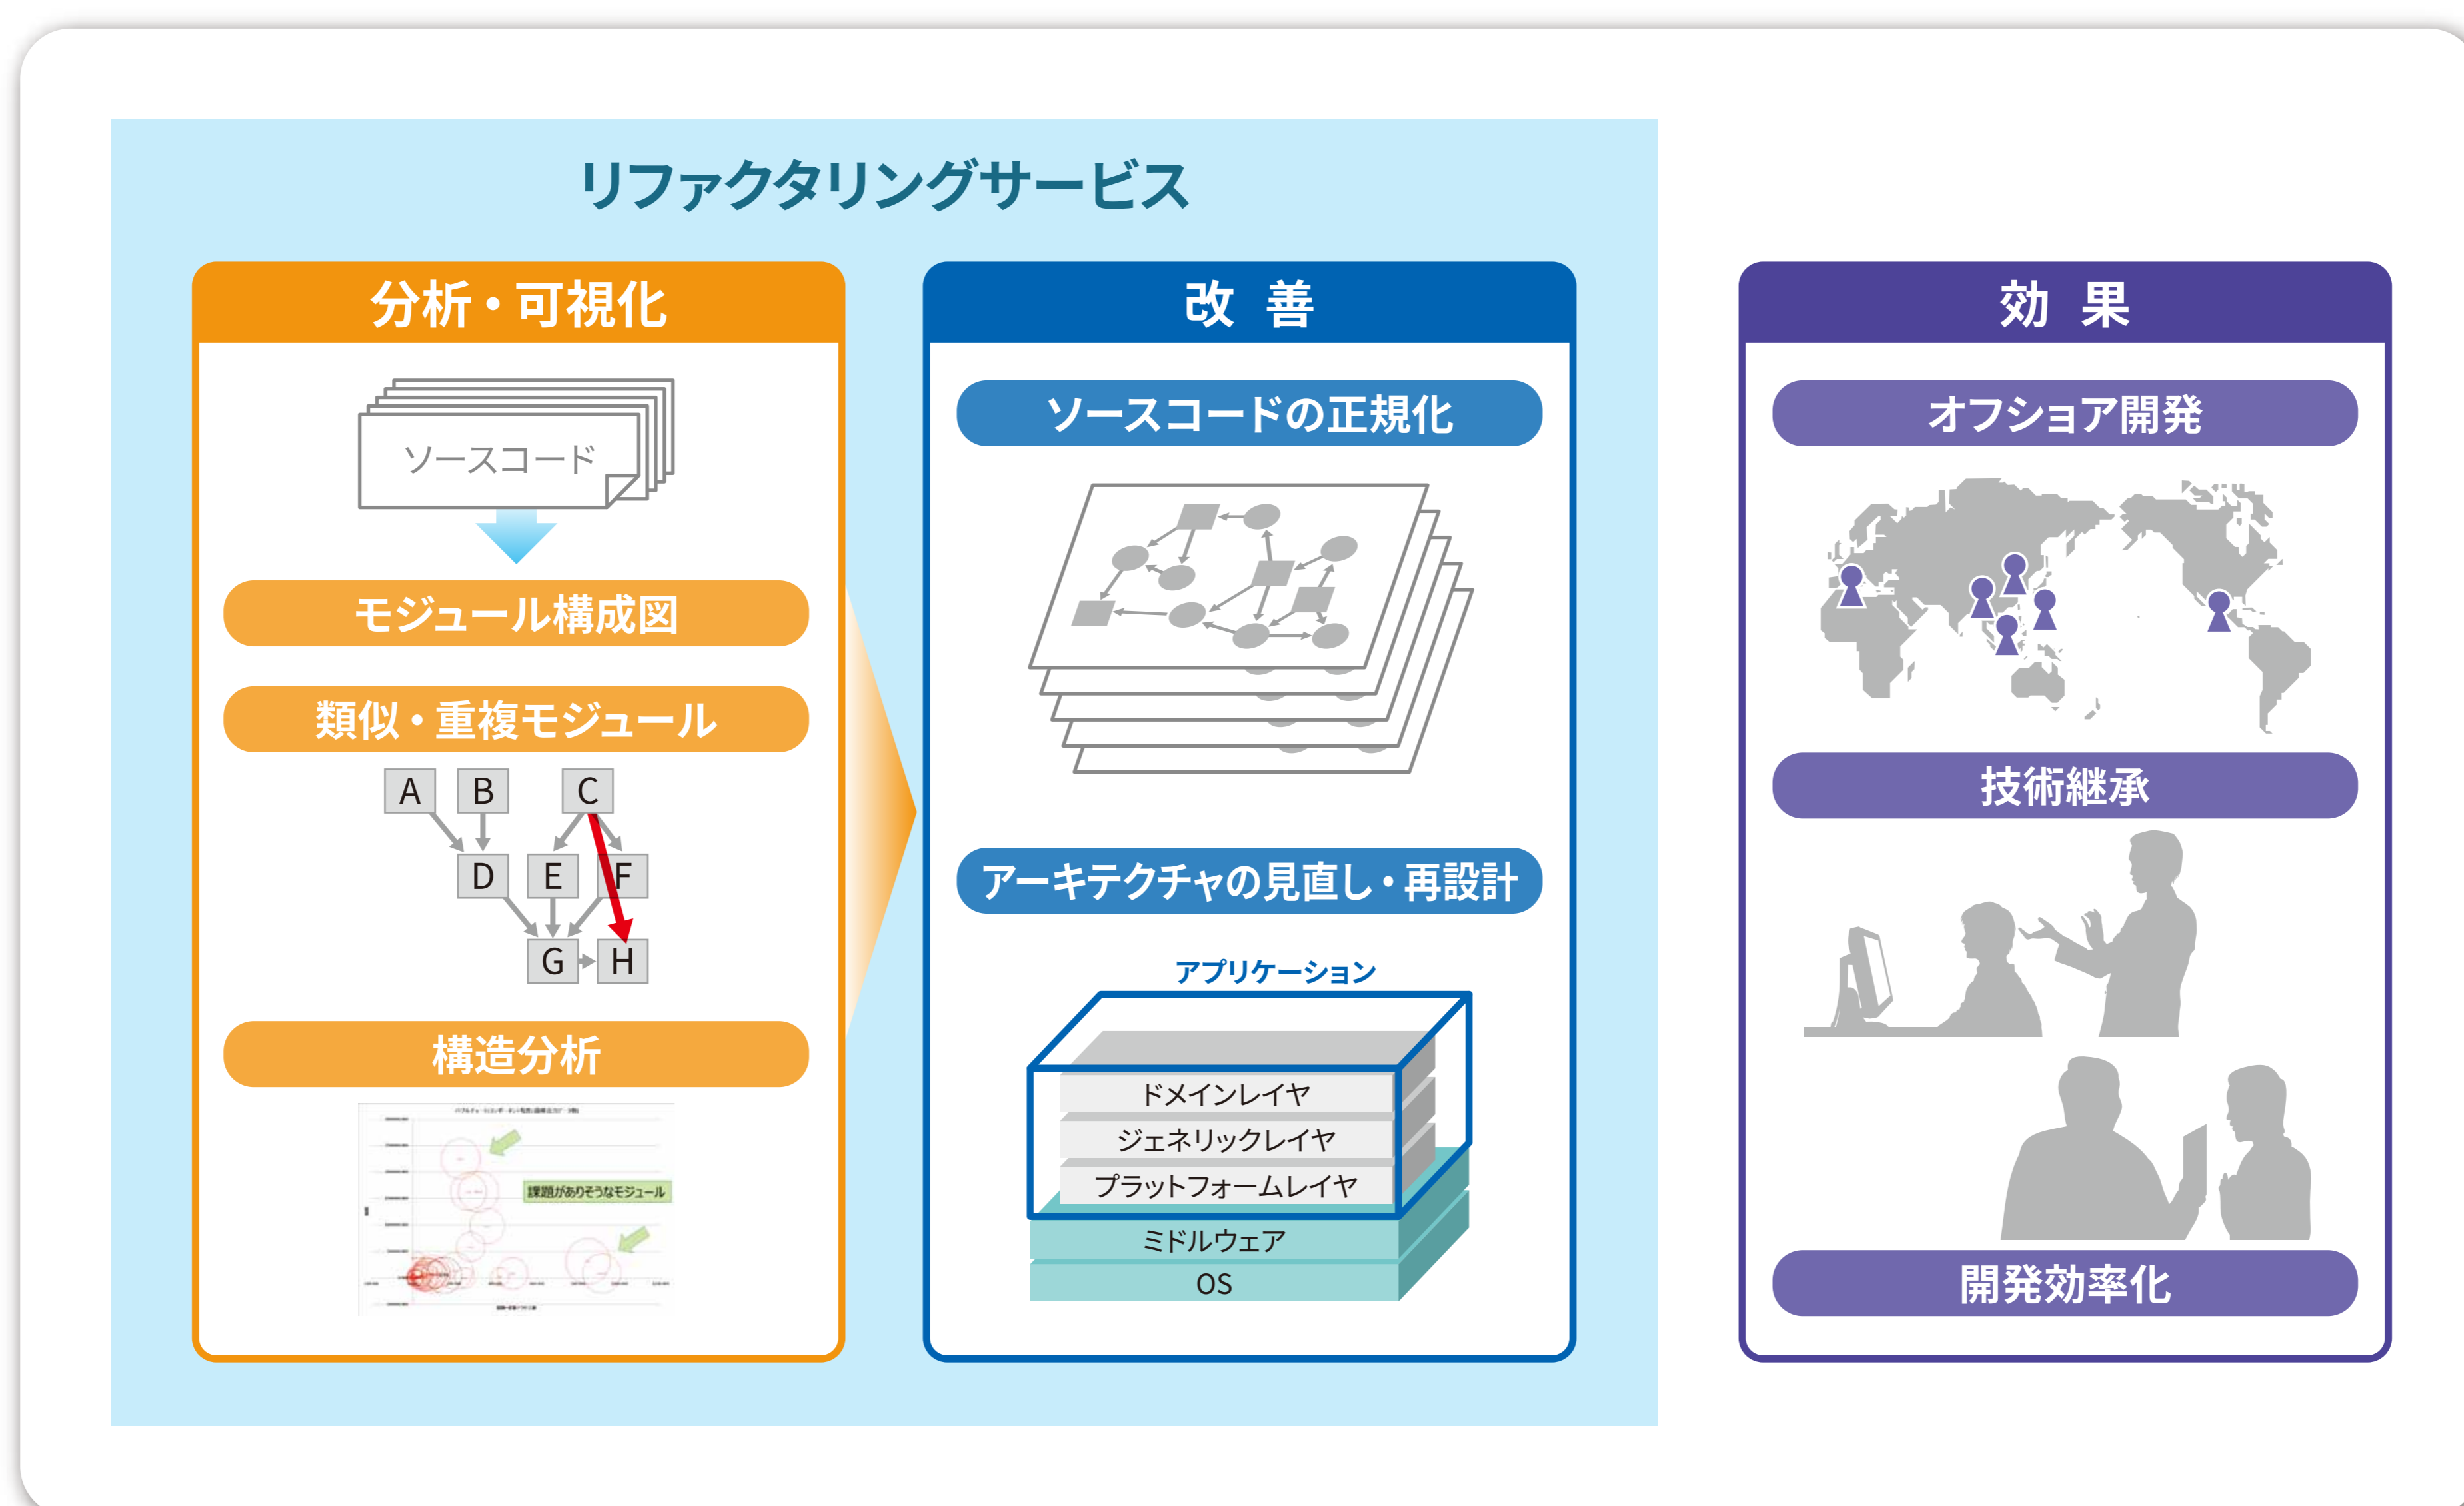 リファクタリングサービス
分析・可視化
ソースコード
モジュール構成図
類似・重複モジュール
A B C
D E F
G H
構造分析
課題がありそうなモジュール
改 善
ソースコードの正規化
アーキテクチャの見直し・再設計
アプリケーション
ドメインレイヤ
ジェネリックレイヤ
プラットフォームレイヤ
ミドルウェア
OS
効 果
オフショア開発
技術継承
開発効率化